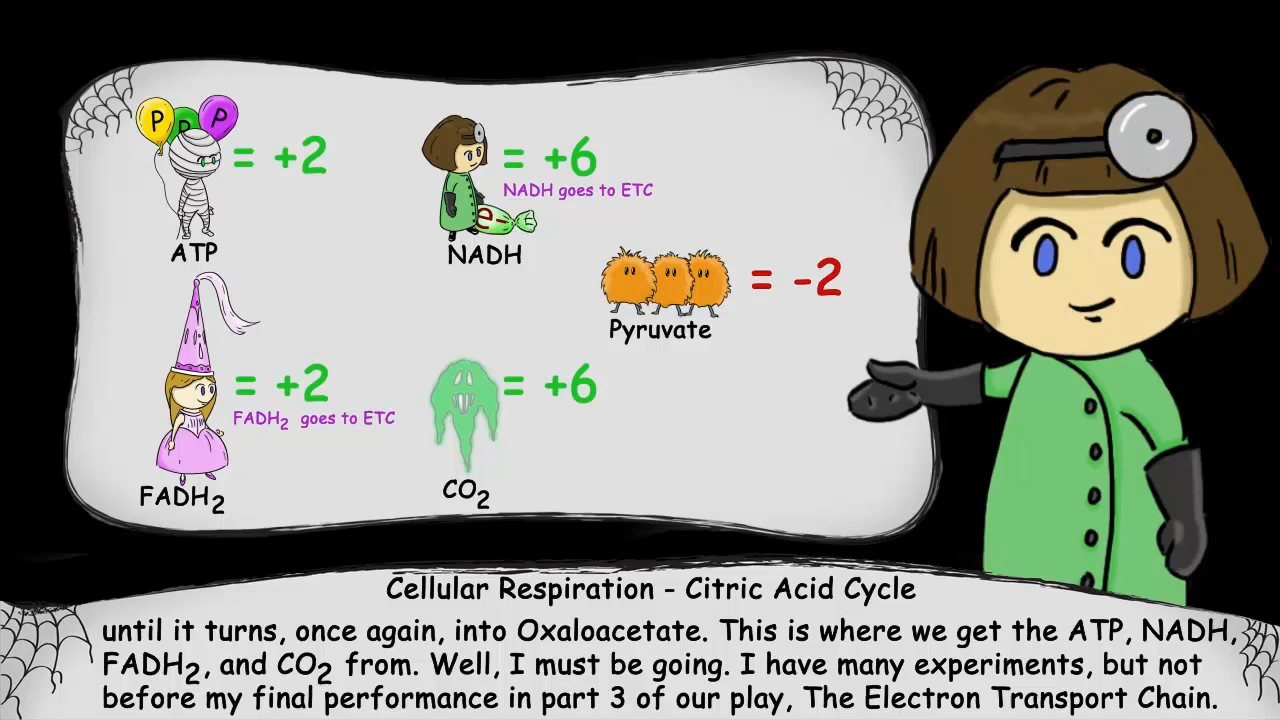 P P P
= +2
ATP
= +6
NADH goes to ETC
e-
NADH
= -2
Pyruvate
= +2
FADH₂ goes to ETC
FADH₂
= +6
CO₂
Cellular Respiration - Citric Acid Cycle
until it turns, once again, into Oxaloacetate. This is where we get the ATP, NADH,
FADH₂, and CO₂ from. Well, I must be going. I have many experiments, but not
before my final performance in part 3 of our play, The Electron Transport Chain.